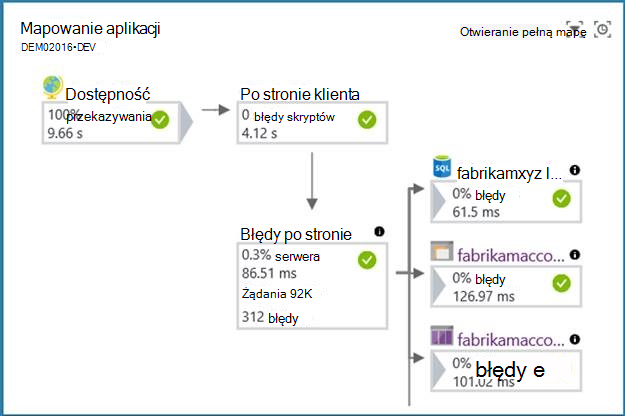 Mapowanie aplikacji
DEM02016•DEV
Otwieranie pełną mapę
Dostępność
100% przekazywania
9.66 s
Po stronie klienta
0 błędy skryptów
4.12 s
Błędy po stronie
0.3% serwera
86.51 ms
Żądania 92K
312 błędy
SQL
fabrikamxyz l...
0% błędy
61.5 ms
fabrikamacco...
0% błędy
126.97 ms
fabrikamacco...
0% błędy e
101.02 ms